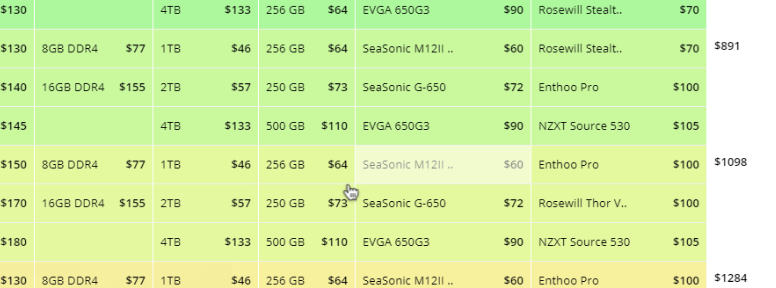 $130 4TB $133 256 GB $64 EVGA 650G3 $90 Rosewill Stealt.. $70
$130 8GB DDR4 $77 1TB $46 256 GB $64 SeaSonic M12II .. $60 Rosewill Stealt.. $70 $891
$140 16GB DDR4 $155 2TB $57 250 GB $73 SeaSonic G-650 $72 Enthoo Pro $100
$145 4TB $133 500 GB $110 EVGA 650G3 $90 NZXT Source 530 $105
$150 8GB DDR4 $77 1TB $46 256 GB $64 SeaSonic M12II .. $60 Enthoo Pro $100 $1098
$170 16GB DDR4 $155 2TB $57 250 GB $73 SeaSonic G-650 $72 Rosewill Thor V.. $100
$180 4TB $133 500 GB $110 EVGA 650G3 $90 NZXT Source 530 $105
$130 8GB DDR4 $77 1TB $46 256 GB $64 SeaSonic M12II .. $60 Enthoo Pro $100 $1284